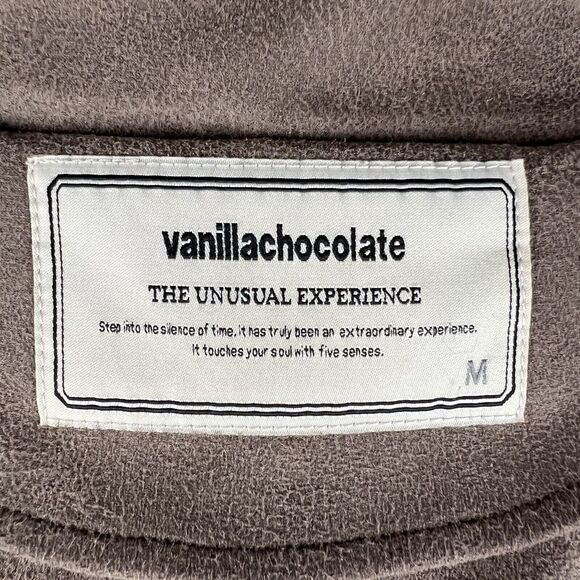 vanillachocolate
THE UNUSUAL EXPERIENCE
Step into the silence of time, it has truly been an extraordinary experience.
It touches your soul with five senses.
M